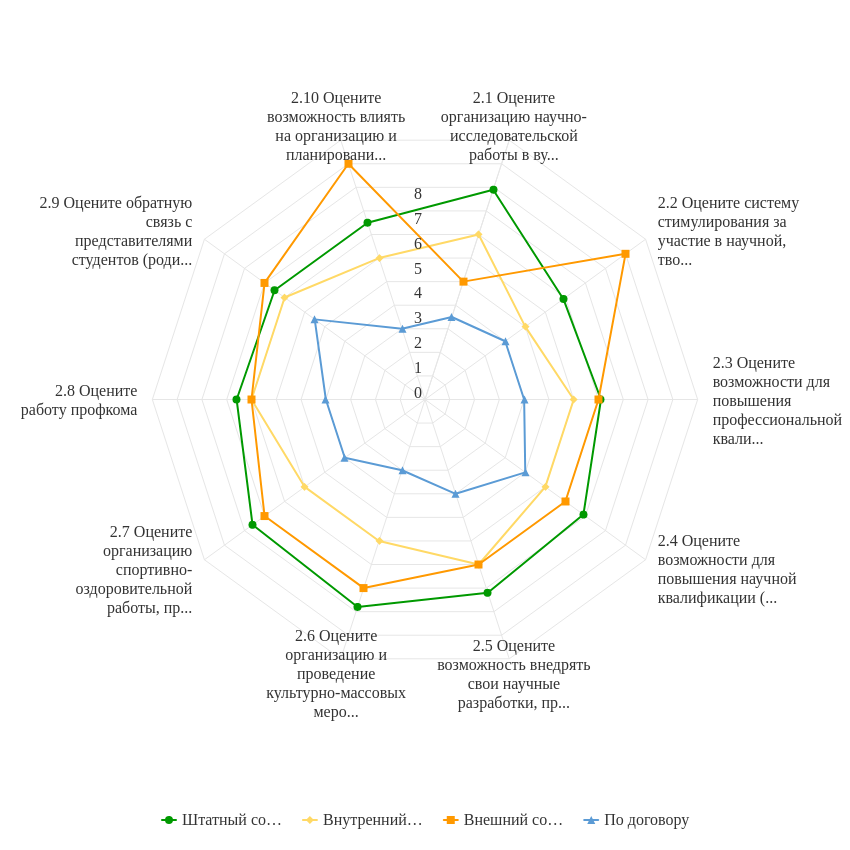 2.10 Оцените
возможность влиять
на организацию и
планировани...
2.1 Оцените
организацию научно-
исследовательской
работы в ву...
2.9 Оцените обратную
связь с
представителями
студентов (роди...
2.2 Оцените систему
стимулирования за
участие в научной,
тво...
8
7
6
5
4
3
2
1
0
2.8 Оцените
работу профкома
2.3 Оцените
возможности для
повышения
профессиональной
квали...
2.7 Оцените
организацию
спортивно-
оздоровительной
работы, пр...
2.4 Оцените
возможности для
повышения научной
квалификации (...
2.6 Оцените
организацию и
проведение
культурно-массовых
меро...
2.5 Оцените
возможность внедрять
свои научные
разработки, пр...
Штатный со… Внутренний… Внешний со… По договору